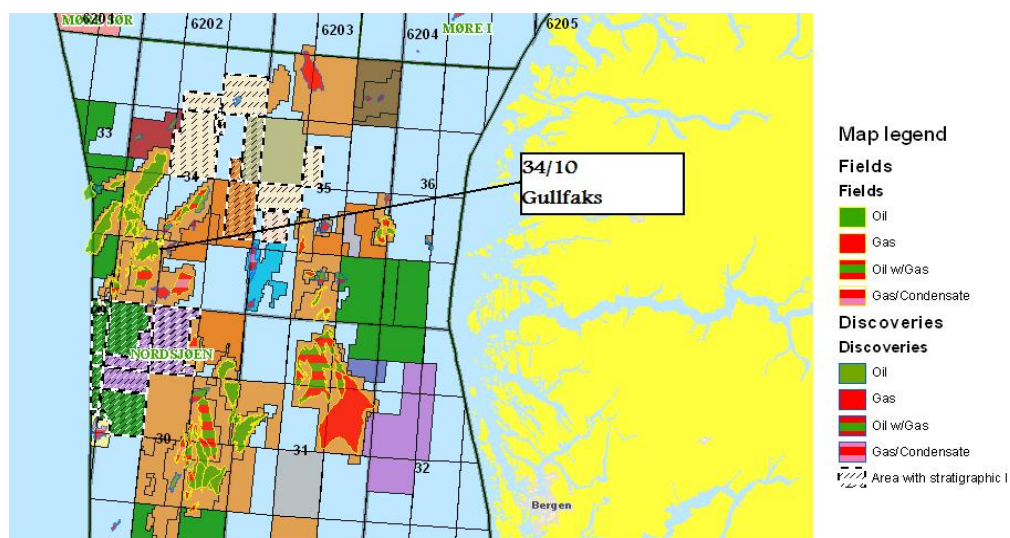 6201
6202
6203
6204
6205
MØRE I
33
34
35
36
34/10
Gullfaks
NORDSJØEN
30
31
32
Bergen
Map legend
Fields
Fields
Oil
Gas
Oil w/Gas
Gas/Condensate
Discoveries
Discoveries
Oil
Gas
Oil w/Gas
Gas/Condensate
Area with stratigraphic l